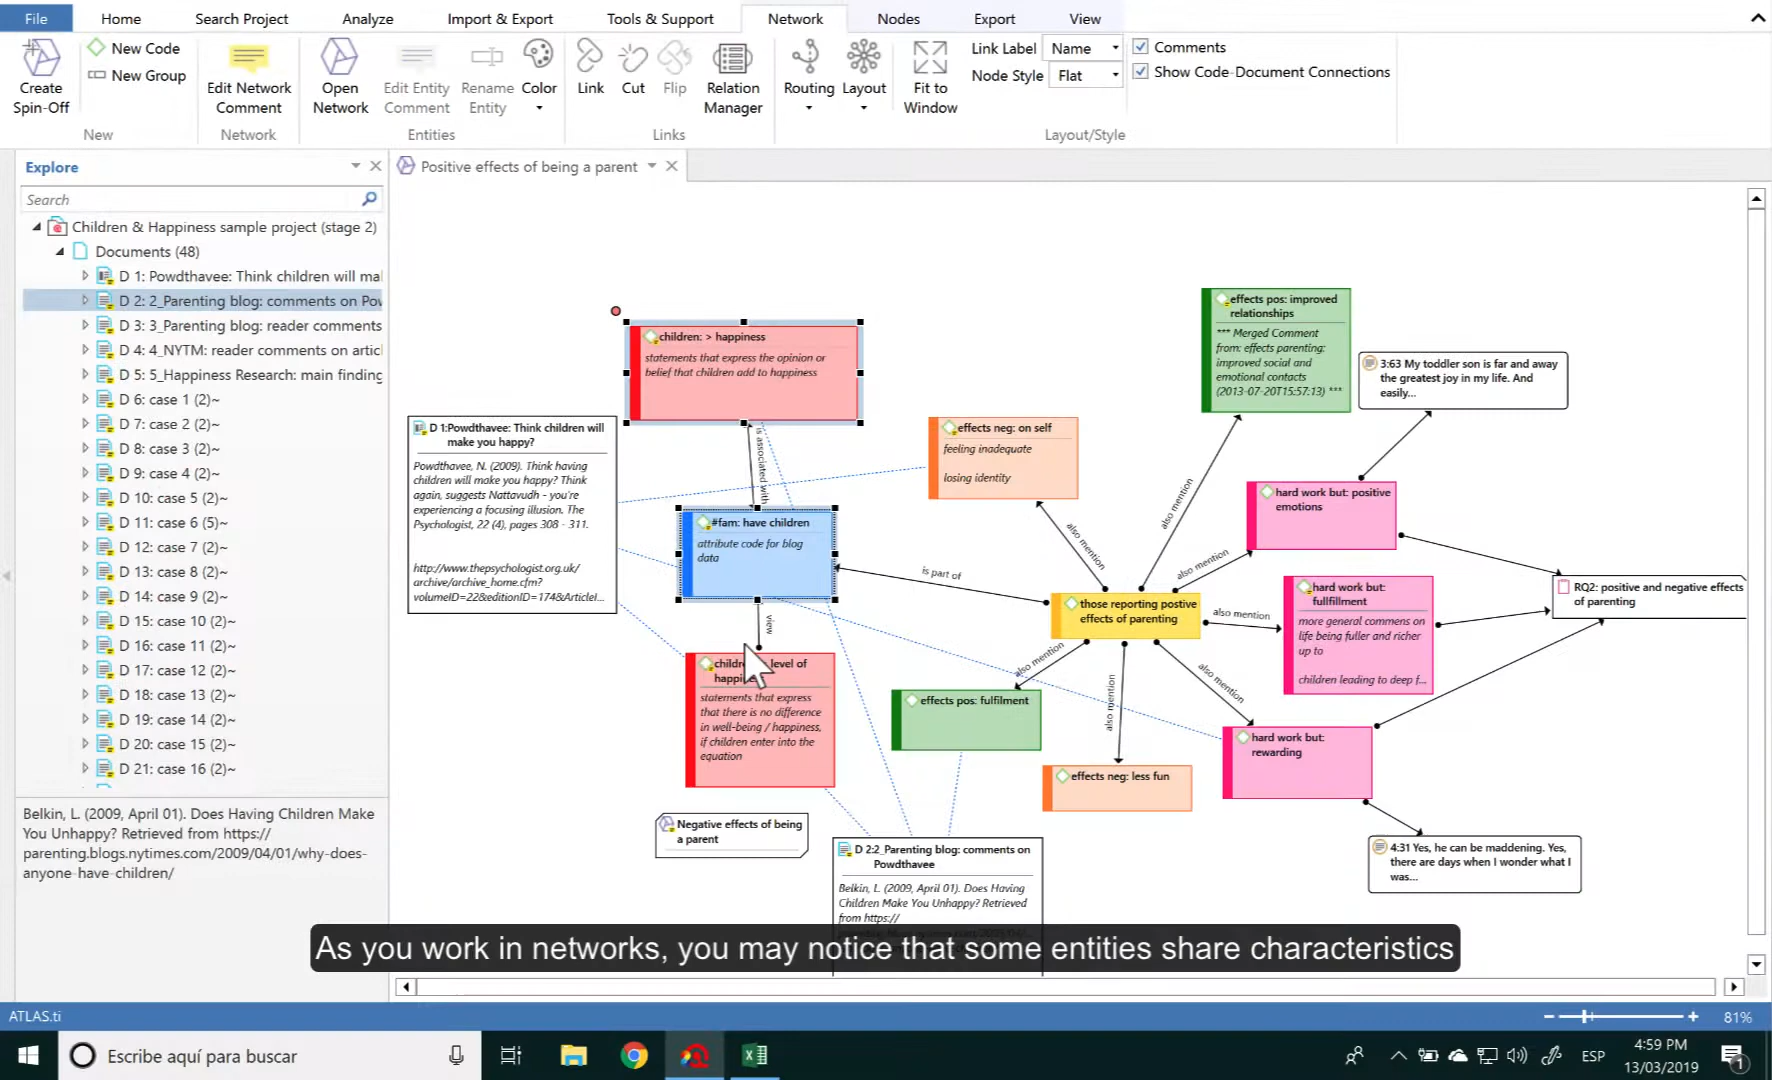 File
Home
Search Project
Analyze
Import & Export
Tools & Support
Network
Nodes
Export
View
Create
Spin-Off
New Code
New Group
New
Edit Network
Comment
Network
Open
Network
Edit Entity
Comment
Rename
Entity
Color
Entities
Link
Cut
Flip
Relation
Manager
Links
Routing
Layout
Fit to
Window
Link Label
Name
Node Style
Flat
Comments
Show Code-Document Connections
Layout/Style
Explore
Search
Children & Happiness sample project (stage 2)
Documents (48)
D 1: Powdthavee: Think children will mal
D 2: 2_Parenting blog: comments on Pov
D 3: 3_Parenting blog: reader comments
D 4: 4_NYTM: reader comments on artic
D 5: 5_Happiness Research: main finding
D 6: case 1 (2)~
D 7: case 2 (2)~
D 8: case 3 (2)~
D 9: case 4 (2)~
D 10: case 5 (2)~
D 11: case 6 (5)~
D 12: case 7 (2)~
D 13: case 8 (2)~
D 14: case 9 (2)~
D 15: case 10 (2)~
D 16: case 11 (2)~
D 17: case 12 (2)~
D 18: case 13 (2)~
D 19: case 14 (2)~
D 20: case 15 (2)~
D 21: case 16 (2)~
Belkin, L. (2009, April 01). Does Having Children Make
You Unhappy? Retrieved from https://
parenting.blogs.nytimes.com/2009/04/01/why-does-
anyone-have-children/
Positive effects of being a parent
children: > happiness
statements that express the opinion or
belief that children add to happiness
D 1:Powdthavee: Think children will
make you happy?
Powdthavee, N. (2009). Think having
children will make you happy? Think
again, suggests Nattavudh - you're
experiencing a focusing illusion. The
Psychologist, 22 (4), pages 308 - 311.
http://www.thepsychologist.org.uk/
archive/archive_home.cfm?
volumeID=22&editionID=174&ArticleI...
is associated with
#fam: have children
attribute code for blog
data
view
level of
statements that express
that there is no difference
in well-being / happiness,
if children enter into the
equation
Negative effects of being
a parent
D 2:2_Parenting blog: comments on
Powdthavee
Belkin, L. (2009, April 01). Does Having
Children Make You Unhappy? Retrieved
from https://
effects neg: on self
feeling inadequate
losing identity
is part of
also mention
those reporting postive
effects of parenting
also mention
effects pos: improved
relationships
*** Merged Comment
from: effects parenting:
improved social and
emotional contacts
(2013-07-20T15:57:13) ***
3:63 My toddler son is far and away
the greatest joy in my life. And
easily...
also mention
hard work but: positive
emotions
also mention
hard work but:
fullfillment
more general commens on
life being fuller and richer
up to
children leading to deep f...
RQ2: positive and negative effects
of parenting
also mention
effects pos: fulfilment
also mention
effects neg: less fun
also mention
hard work but:
rewarding
4:31 Yes, he can be maddening. Yes,
there are days when I wonder what I
was...
As you work in networks, you may notice that some entities share characteristics
ATLAS.ti
81%
Escribe aquí para buscar
ESP
4:59 PM
13/03/2019
1